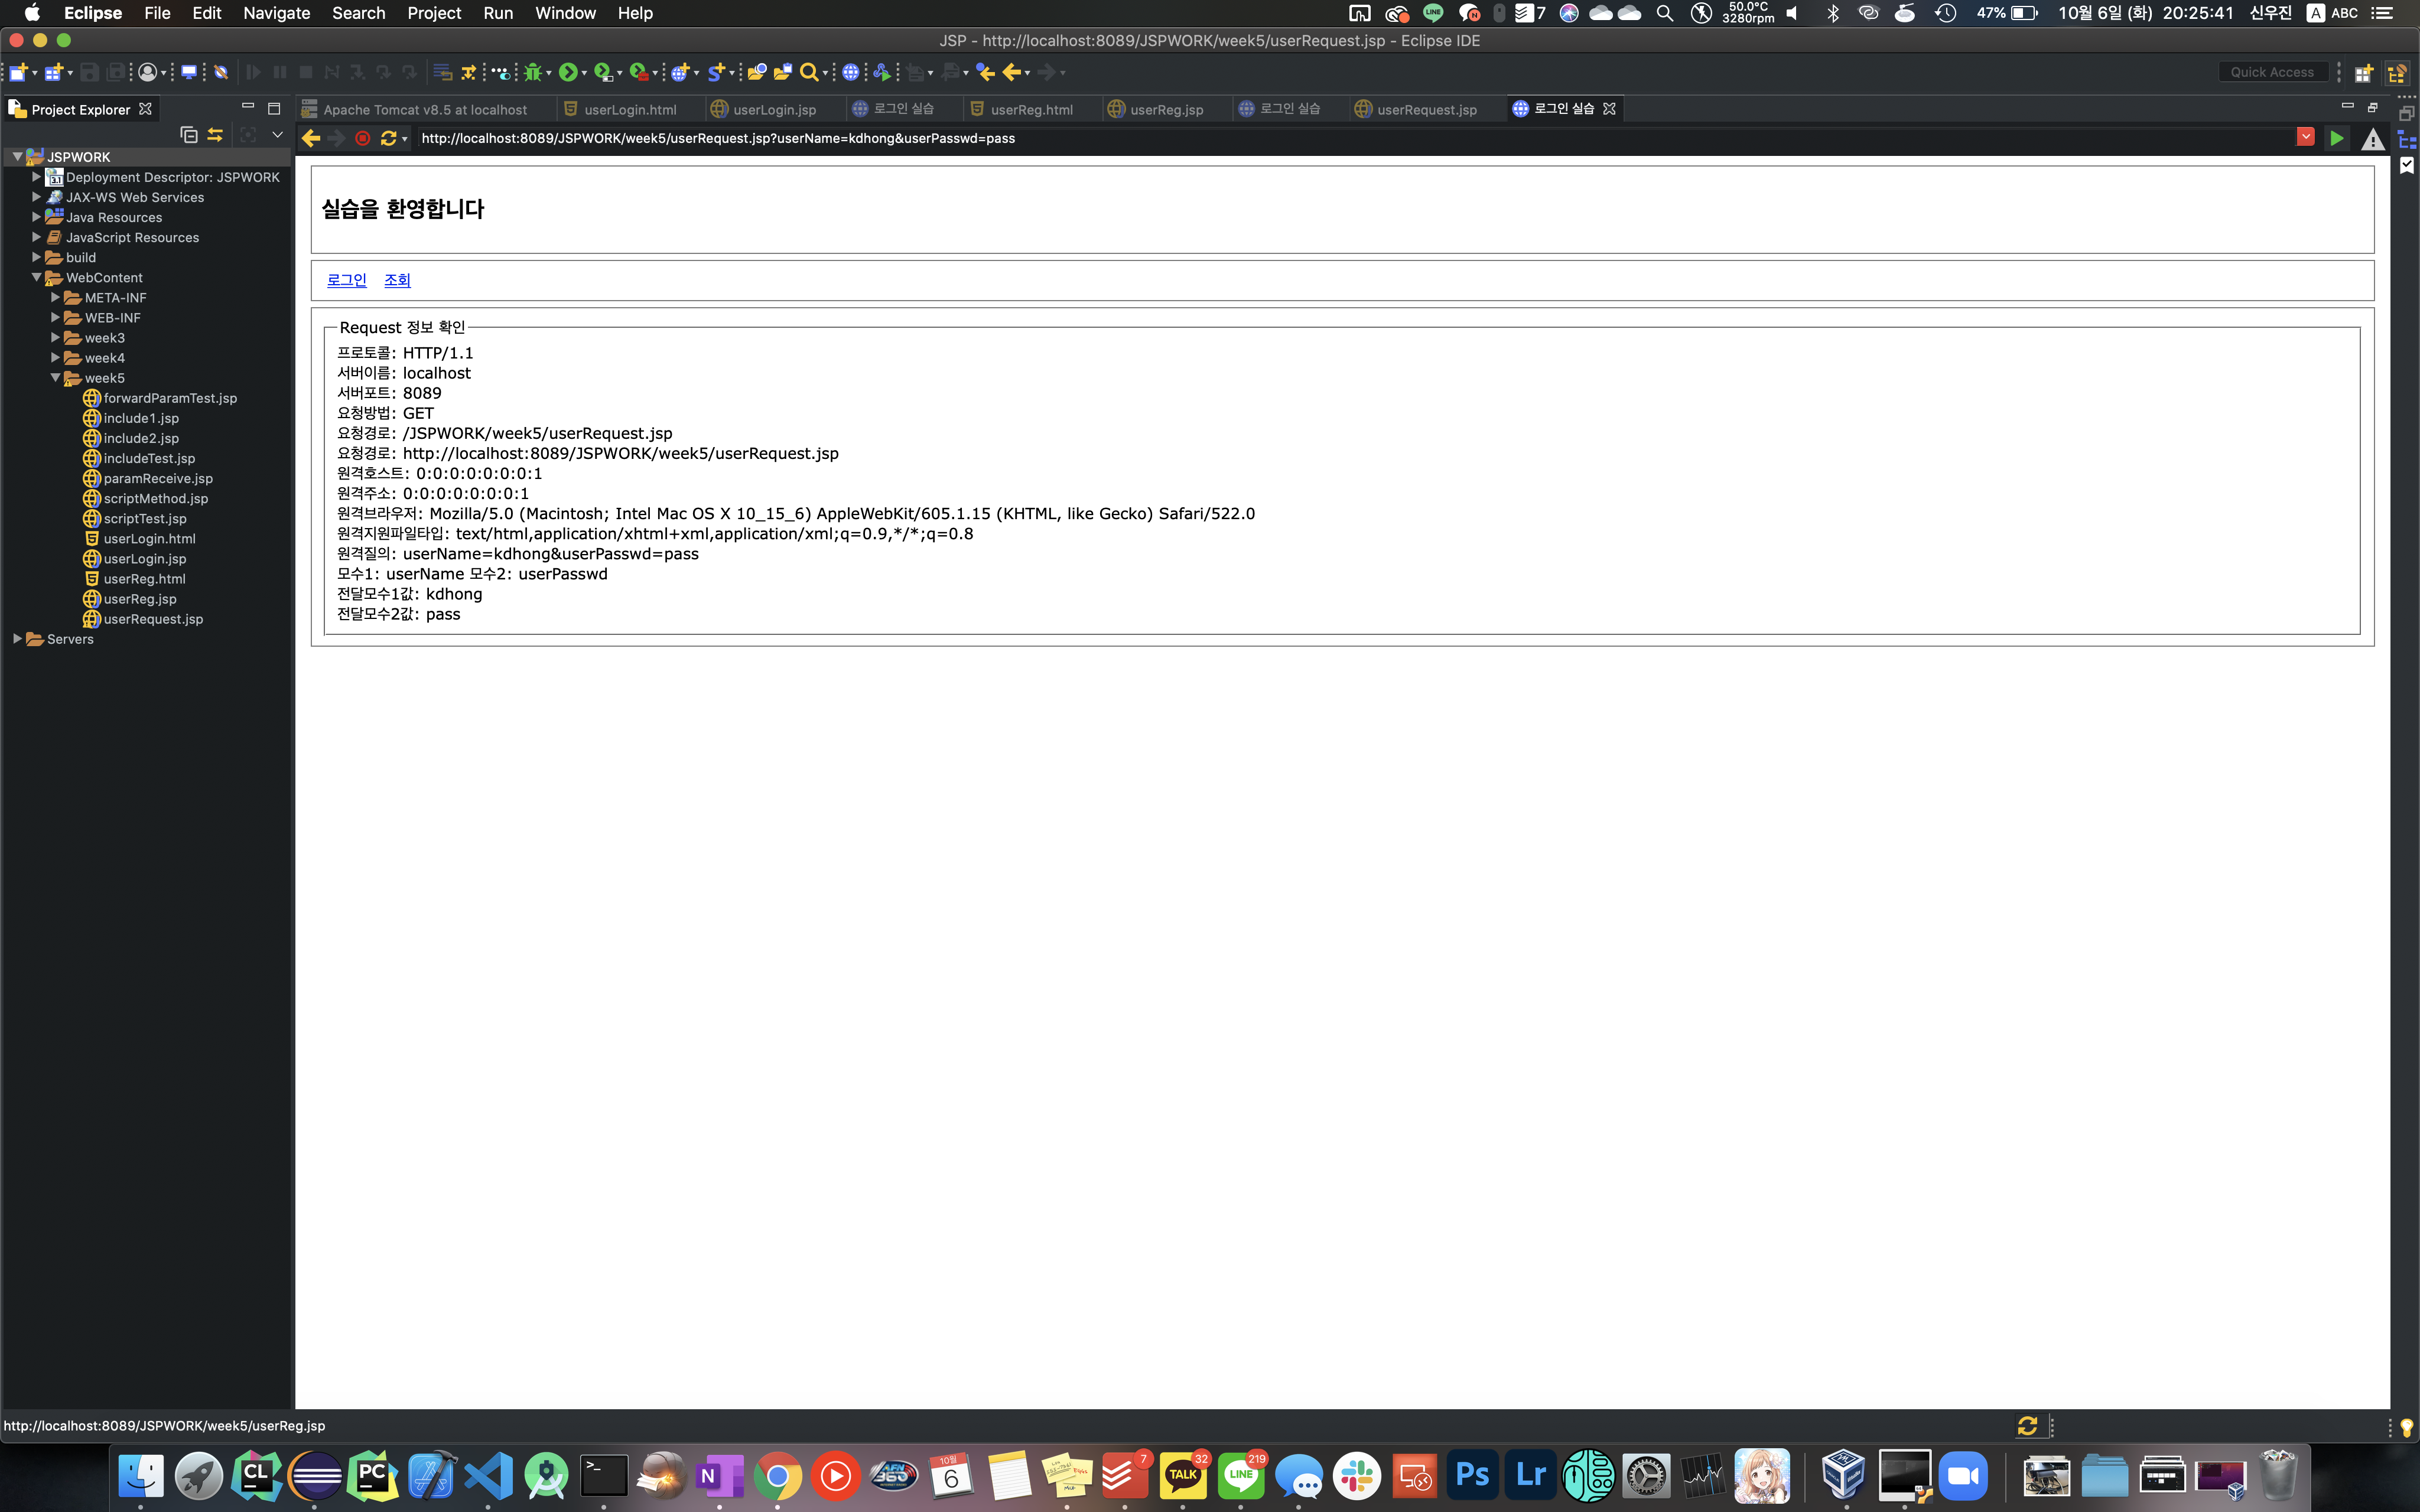 Eclipse File Edit Navigate Search Project Run Window Help
7 50.0°C 3280rpm 47% 10월 6일 (화) 20:25:41 신우진 A ABC
JSP - http://localhost:8089/JSPWORK/week5/userRequest.jsp - Eclipse IDE
Quick Access
Project Explorer
Apache Tomcat v8.5 at localhost userLogin.html userLogin.jsp 로그인 실습 userReg.html userReg.jsp 로그인 실습 userRequest.jsp 로그인 실습
http://localhost:8089/JSPWORK/week5/userRequest.jsp?userName=kdhong&userPasswd=pass
JSPWORK
Deployment Descriptor: JSPWORK
JAX-WS Web Services
Java Resources
JavaScript Resources
build
WebContent
META-INF
WEB-INF
week3
week4
week5
forwardParamTest.jsp
include1.jsp
include2.jsp
includeTest.jsp
paramReceive.jsp
scriptMethod.jsp
scriptTest.jsp
userLogin.html
userLogin.jsp
userReg.html
userReg.jsp
userRequest.jsp
Servers
실습을 환영합니다
로그인 조회
Request 정보 확인
프로토콜: HTTP/1.1
서버이름: localhost
서버포트: 8089
요청방법: GET
요청경로: /JSPWORK/week5/userRequest.jsp
요청경로: http://localhost:8089/JSPWORK/week5/userRequest.jsp
원격호스트: 0:0:0:0:0:0:0:1
원격주소: 0:0:0:0:0:0:0:1
원격브라우저: Mozilla/5.0 (Macintosh; Intel Mac OS X 10_15_6) AppleWebKit/605.1.15 (KHTML, like Gecko) Safari/522.0
원격지원파일타입: text/html,application/xhtml+xml,application/xml;q=0.9,*/*;q=0.8
원격질의: userName=kdhong&userPasswd=pass
모수1: userName 모수2: userPasswd
전달모수1값: kdhong
전달모수2값: pass
http://localhost:8089/JSPWORK/week5/userReg.jsp
CL PC N AFN 360 10월 6 7 TALK 32 LINE 219 Ps Lr